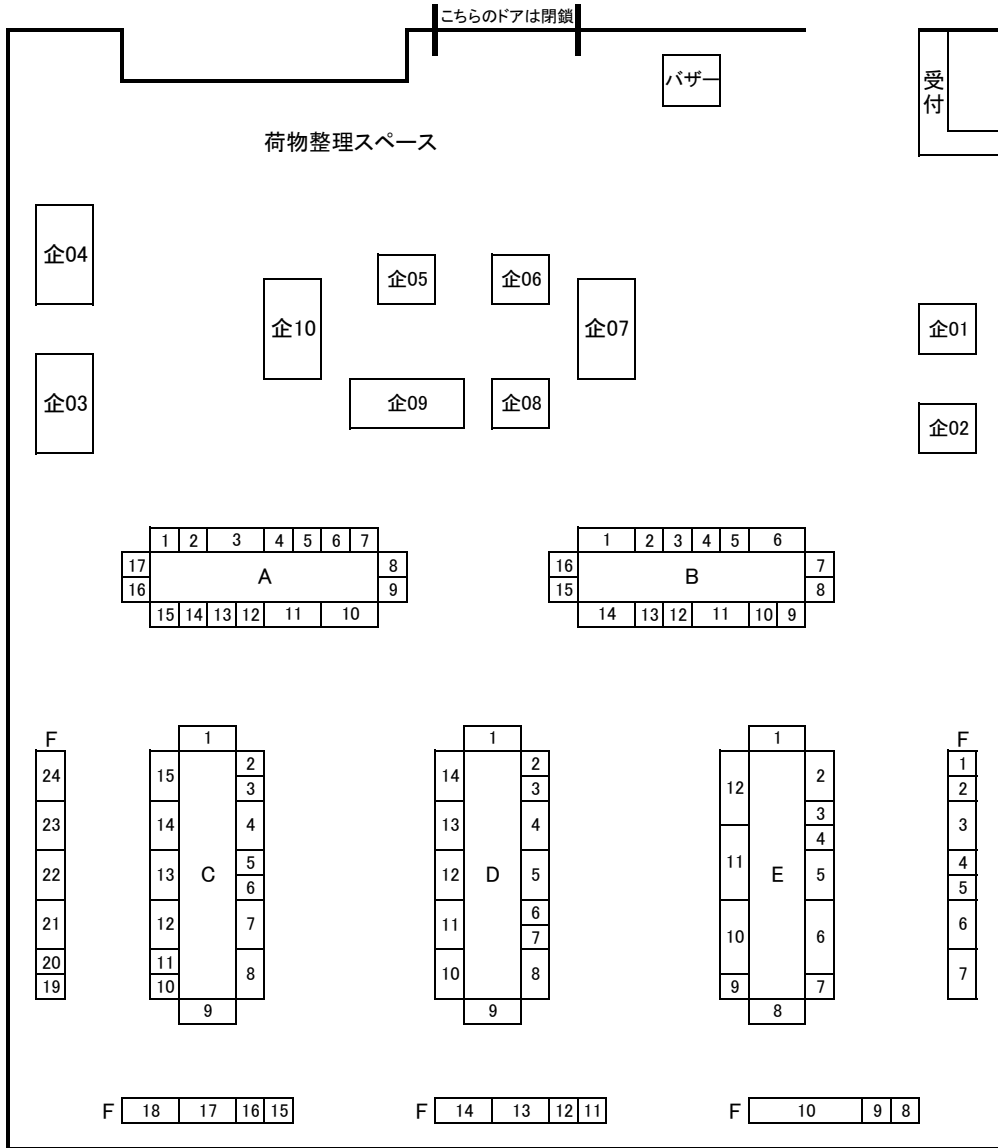 こちらのドアは閉鎖
バザー
受付
荷物整理スペース
企04
企05
企06
企10
企07
企01
企03
企09
企08
企02
1 2 3 4 5 6 7
17 8
A
16 9
15 14 13 12 11 10
1 2 3 4 5 6
16 7
B
15 8
14 13 12 11 10 9
F
24
23
22
21
20
19
1
15 2
3
14 4
13 C 5
6
12 7
11 8
10
9
1
14 2
3
13 4
12 D 5
11 6
7
10 8
9
1
12 2
3
4
11 E 5
10 6
9 7
8
F
1
2
3
4
5
6
7
F 18 17 16 15
F 14 13 12 11
F 10 9 8